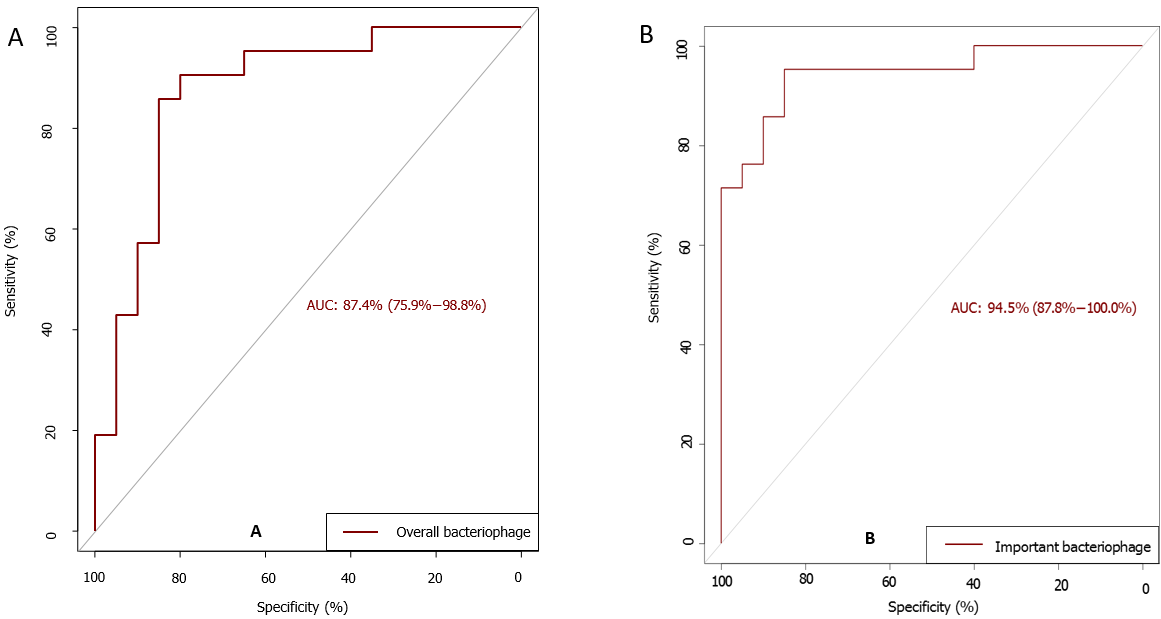 A
100
80
60
40
20
0
Sensitivity (%)
AUC: 87.4% (75.9%−98.8%)
A
Overall bacteriophage
100
80
60
40
20
0
Specificity (%)
B
100
80
60
40
20
0
Sensitivity (%)
AUC: 94.5% (87.8%−100.0%)
B
Important bacteriophage
100
80
60
40
20
0
Specificity (%)